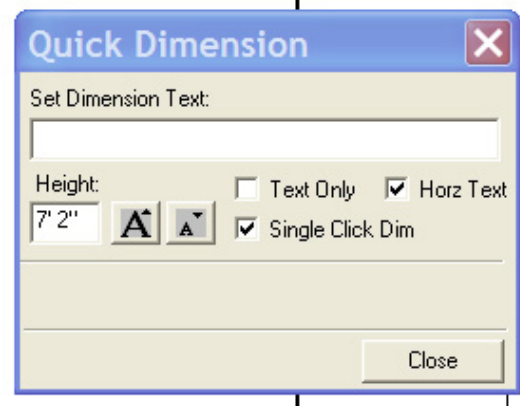 Quick Dimension
Set Dimension Text:
Height:
Text Only
Horz Text
7' 2"
A
A
Single Click Dim
Close